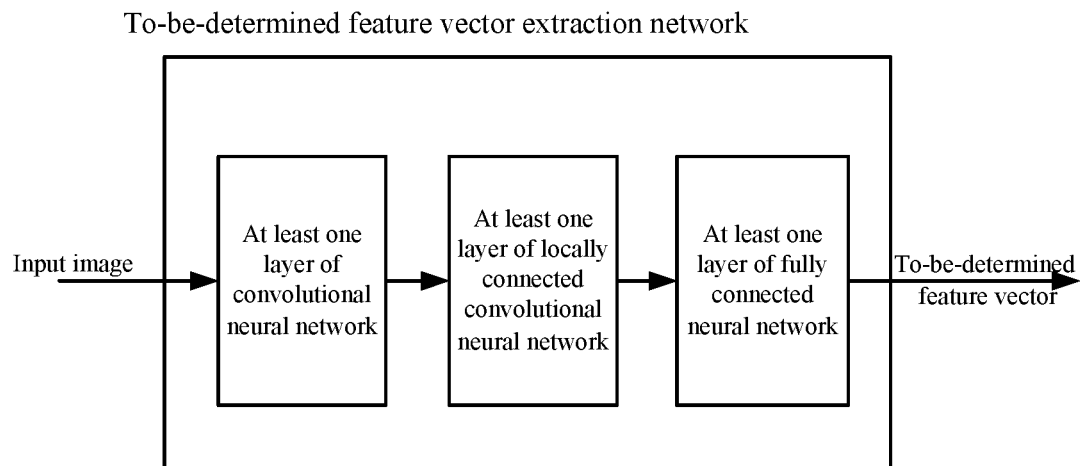 To-be-determined feature vector extraction network
Input image
At least one
layer of
convolutional
neural network
At least one
layer of locally
connected
convolutional
neural network
At least one
layer of fully
connected
neural network
To-be-determined
feature vector